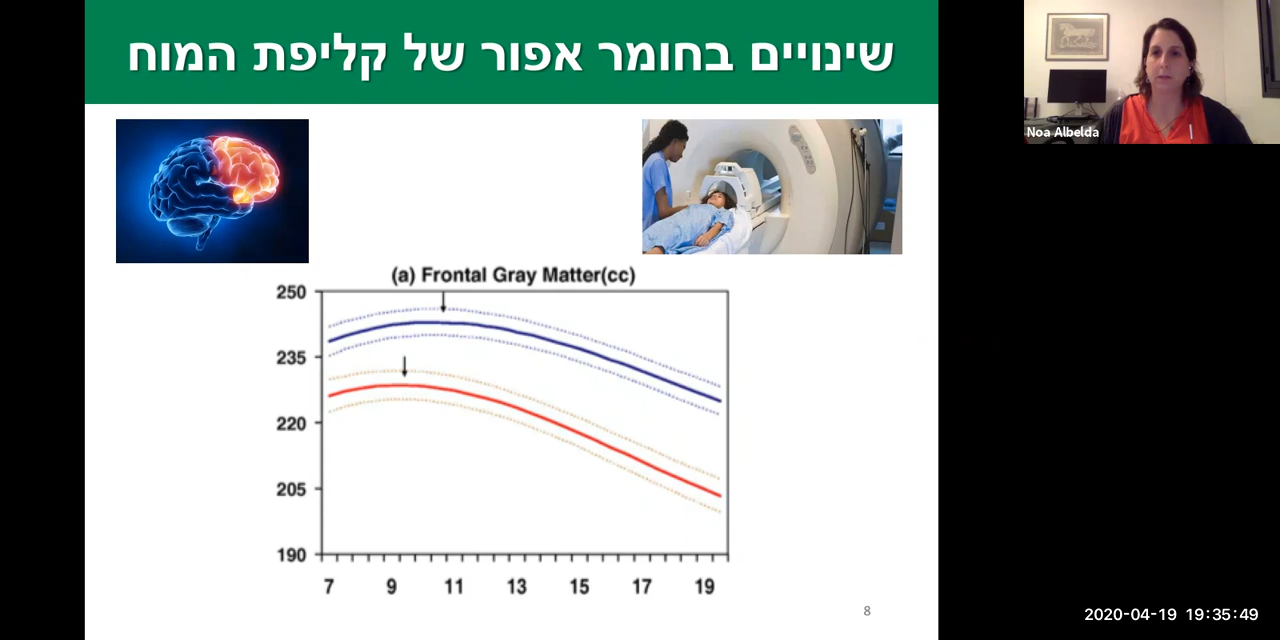 שינויים בחומר אפור של קליפת המוח
Noa Albelda
(a) Frontal Gray Matter(cc)
250
235
220
205
190
7 9 11 13 15 17 19
8
2020-04-19 19:35:49